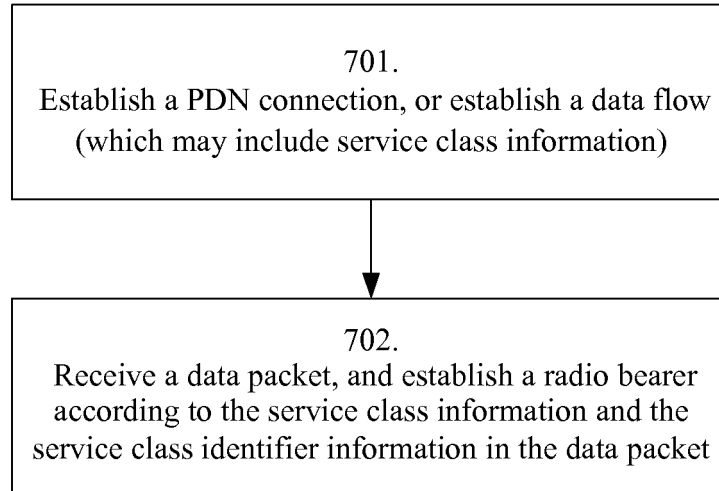 701.
Establish a PDN connection, or establish a data flow
(which may include service class information)
702.
Receive a data packet, and establish a radio bearer
according to the service class information and the
service class identifier information in the data packet